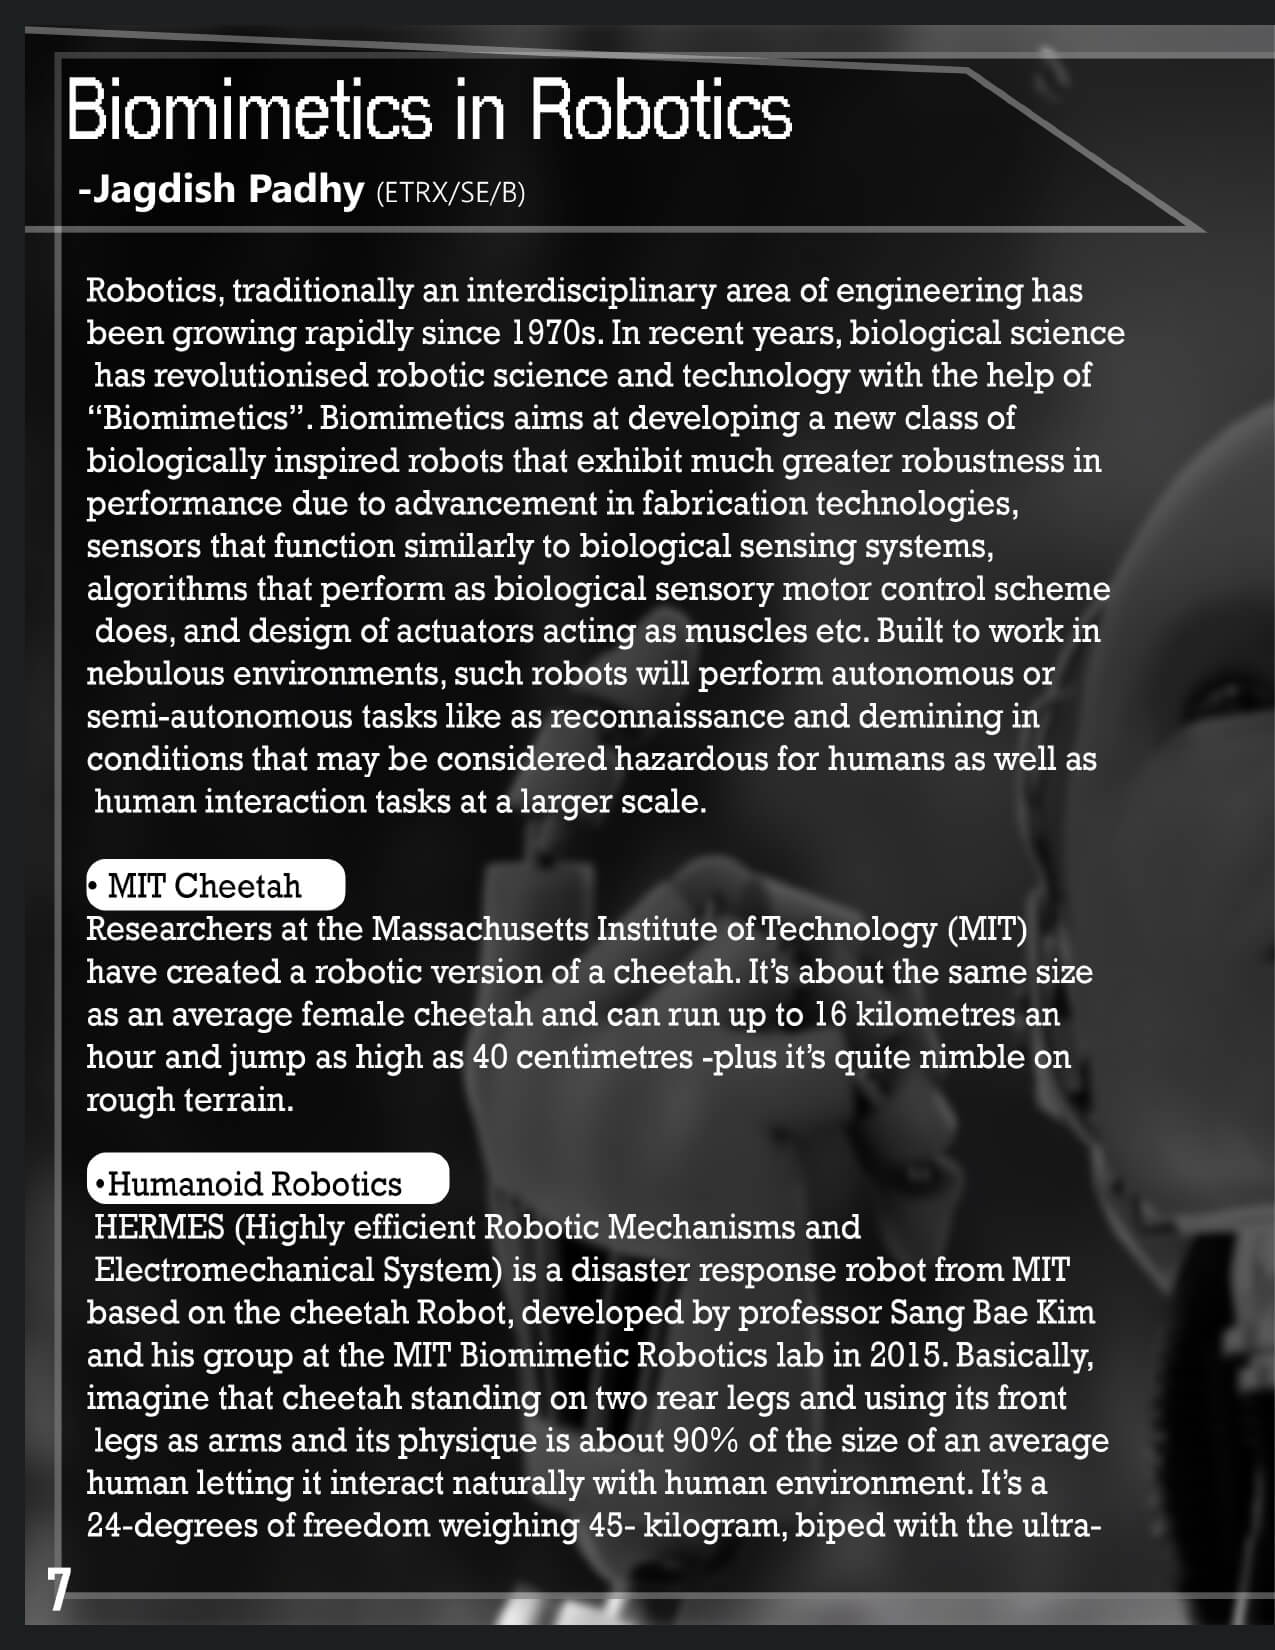 Biomimetics in Robotics
-Jagdish Padhy (ETRX/SE/B)
Robotics, traditionally an interdisciplinary area of engineering has
been growing rapidly since 1970s. In recent years, biological science
has revolutionised robotic science and technology with the help of
“Biomimetics”. Biomimetics aims at developing a new class of
biologically inspired robots that exhibit much greater robustness in
performance due to advancement in fabrication technologies,
sensors that function similarly to biological sensing systems,
algorithms that perform as biological sensory motor control scheme
does, and design of actuators acting as muscles etc. Built to work in
nebulous environments, such robots will perform autonomous or
semi-autonomous tasks like as reconnaissance and demining in
conditions that may be considered hazardous for humans as well as
human interaction tasks at a larger scale.
• MIT Cheetah
Researchers at the Massachusetts Institute of Technology (MIT)
have created a robotic version of a cheetah. It’s about the same size
as an average female cheetah and can run up to 16 kilometres an
hour and jump as high as 40 centimetres -plus it’s quite nimble on
rough terrain.
•Humanoid Robotics
HERMES (Highly efficient Robotic Mechanisms and
Electromechanical System) is a disaster response robot from MIT
based on the cheetah Robot, developed by professor Sang Bae Kim
and his group at the MIT Biomimetic Robotics lab in 2015. Basically,
imagine that cheetah standing on two rear legs and using its front
legs as arms and its physique is about 90% of the size of an average
human letting it interact naturally with human environment. It’s a
24-degrees of freedom weighing 45- kilogram, biped with the ultra-
7